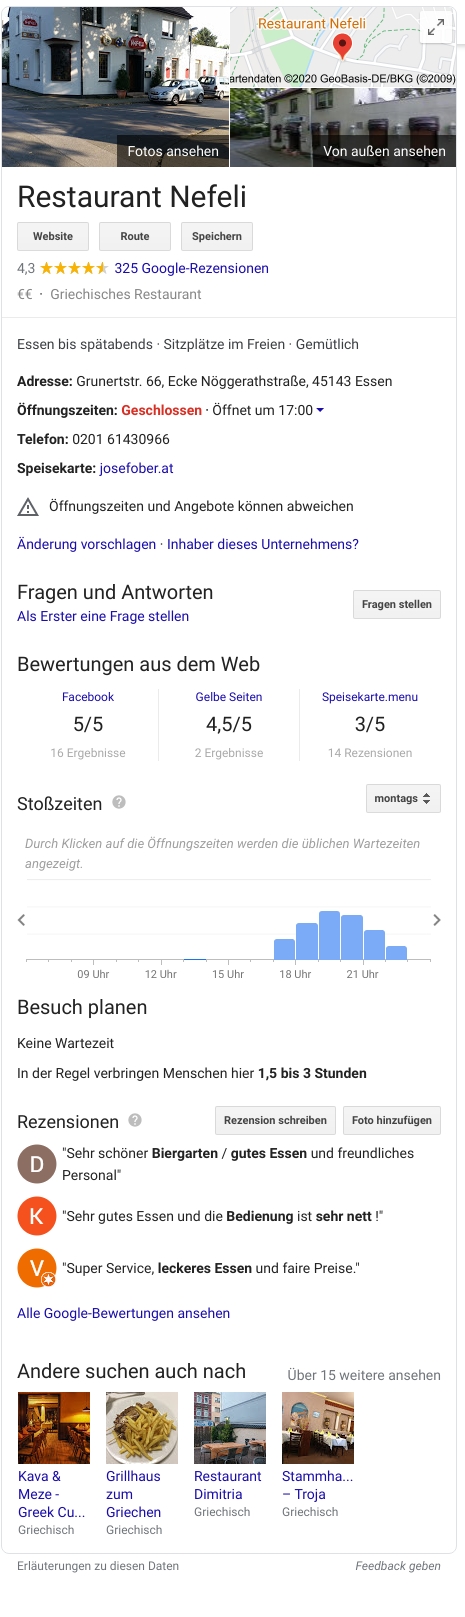 Restaurant Nefeli
artendaten ©2020 GeoBasis-DE/BKG (©2009)
Fotos ansehen
Von außen ansehen
Restaurant Nefeli
Website Route Speichern
4,3 325 Google-Rezensionen
€€ · Griechisches Restaurant
Essen bis spätabends · Sitzplätze im Freien · Gemütlich
Adresse: Grunertstr. 66, Ecke Nöggerathstraße, 45143 Essen
Öffnungszeiten: Geschlossen · Öffnet um 17:00
Telefon: 0201 61430966
Speisekarte: josefober.at
Öffnungszeiten und Angebote können abweichen
Änderung vorschlagen · Inhaber dieses Unternehmens?
Fragen und Antworten
Als Erster eine Frage stellen
Fragen stellen
Bewertungen aus dem Web
Facebook Gelbe Seiten Speisekarte.menu
5/5 4,5/5 3/5
16 Ergebnisse 2 Ergebnisse 14 Rezensionen
Stoßzeiten ? montags
Durch Klicken auf die Öffnungszeiten werden die üblichen Wartezeiten
angezeigt.
09 Uhr 12 Uhr 15 Uhr 18 Uhr 21 Uhr
Besuch planen
Keine Wartezeit
In der Regel verbringen Menschen hier 1,5 bis 3 Stunden
Rezensionen ? Rezension schreiben Foto hinzufügen
D "Sehr schöner Biergarten / gutes Essen und freundliches
Personal"
K "Sehr gutes Essen und die Bedienung ist sehr nett !"
V "Super Service, leckeres Essen und faire Preise."
Alle Google-Bewertungen ansehen
Andere suchen auch nach Über 15 weitere ansehen
Kava &
Meze -
Greek Cu...
Griechisch
Grillhaus
zum
Griechen
Griechisch
Restaurant
Dimitria
Griechisch
Stammha...
– Troja
Griechisch
Erläuterungen zu diesen Daten Feedback geben